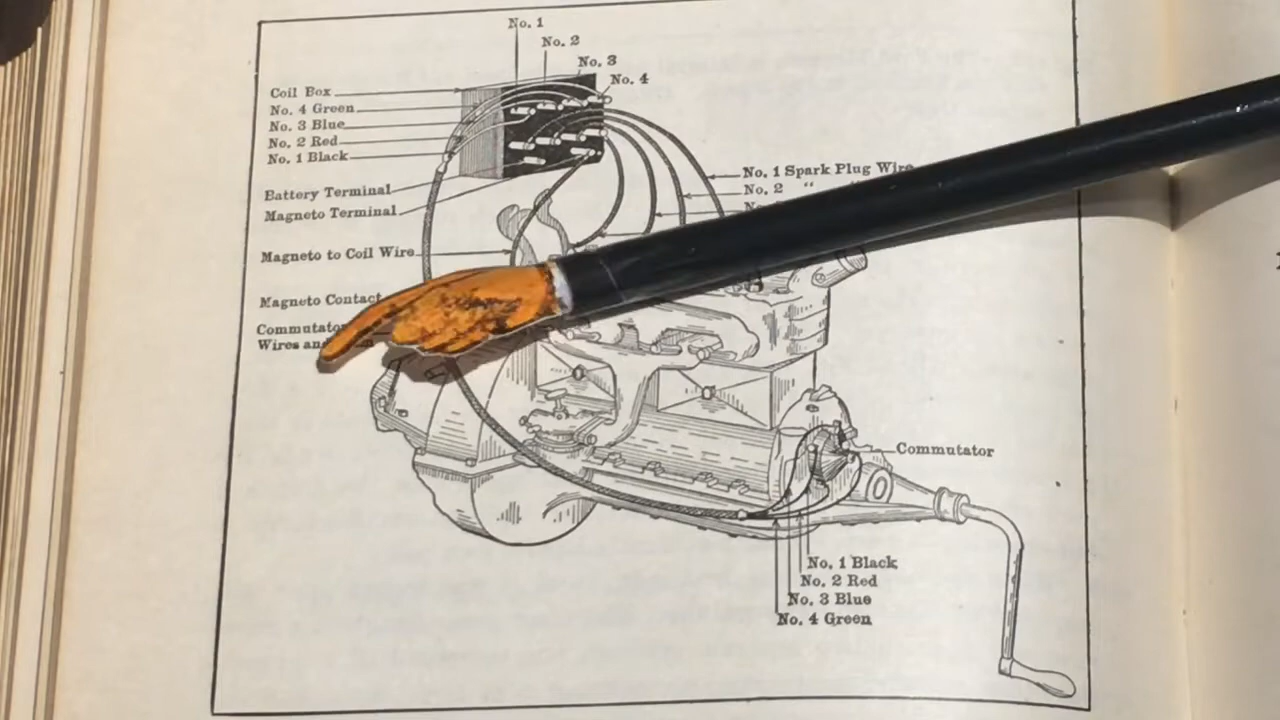 No. 1
No. 2
No. 3
No. 4
Coil Box
No. 4 Green
No. 3 Blue
No. 2 Red
No. 1 Black
Battery Terminal
Magneto Terminal
No. 1 Spark Plug Wire
No. 2 "
Magneto to Coil Wire
Magneto Contact
Commutator
Wires
Commutator
No. 1 Black
No. 2 Red
No. 3 Blue
No. 4 Green